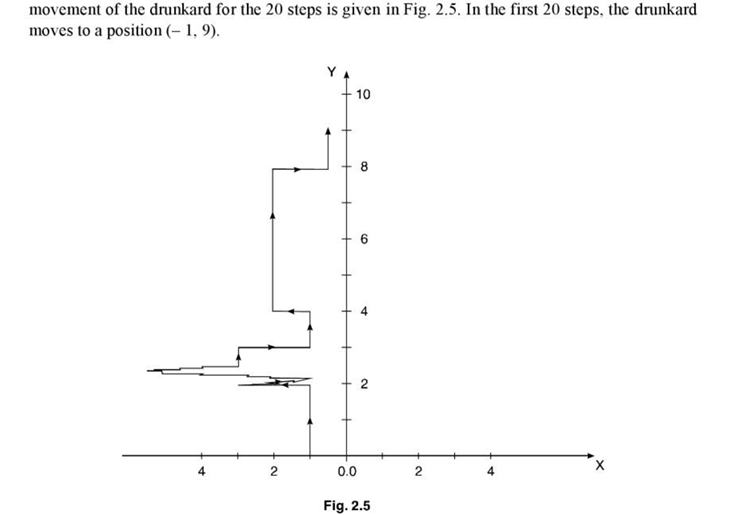 movement of the drunkard for the 20 steps is given in Fig. 2.5. In the first 20 steps, the drunkard
moves to a position (– 1, 9).
Y
10
8
6
4
2
4 2 0.0 2 4 X
Fig. 2.5